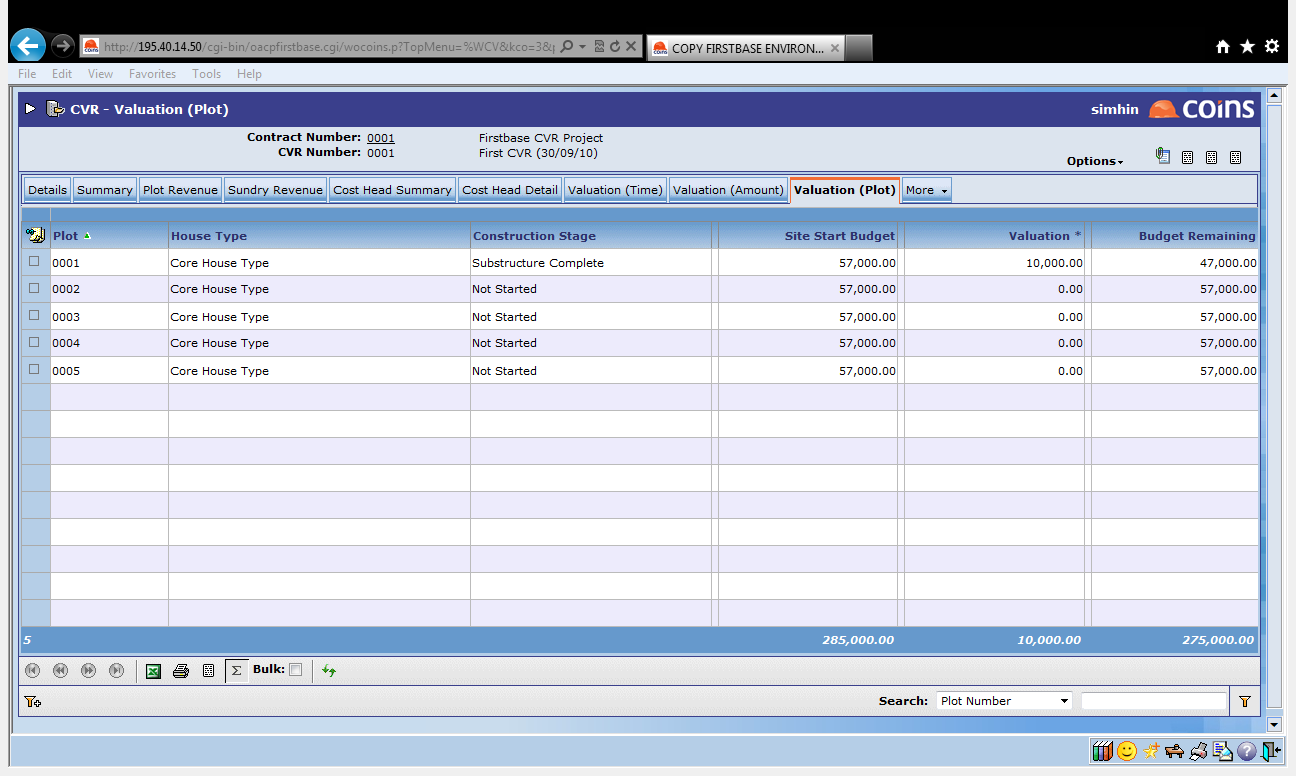 http://195.40.14.50/cgi-bin/oacpfirstbase.cgi/wocoins.p?TopMenu=%WCV&kco=3&
COPY FIRSTBASE ENVIRON...
File Edit View Favorites Tools Help
CVR - Valuation (Plot)
simhin coins
Contract Number: 0001 Firstbase CVR Project
CVR Number: 0001 First CVR (30/09/10)
Options
Details Summary Plot Revenue Sundry Revenue Cost Head Summary Cost Head Detail Valuation (Time) Valuation (Amount) Valuation (Plot) More
Plot House Type Construction Stage Site Start Budget Valuation * Budget Remaining
0001 Core House Type Substructure Complete 57,000.00 10,000.00 47,000.00
0002 Core House Type Not Started 57,000.00 0.00 57,000.00
0003 Core House Type Not Started 57,000.00 0.00 57,000.00
0004 Core House Type Not Started 57,000.00 0.00 57,000.00
0005 Core House Type Not Started 57,000.00 0.00 57,000.00
5 285,000.00 10,000.00 275,000.00
Σ Bulk:
Search: Plot Number